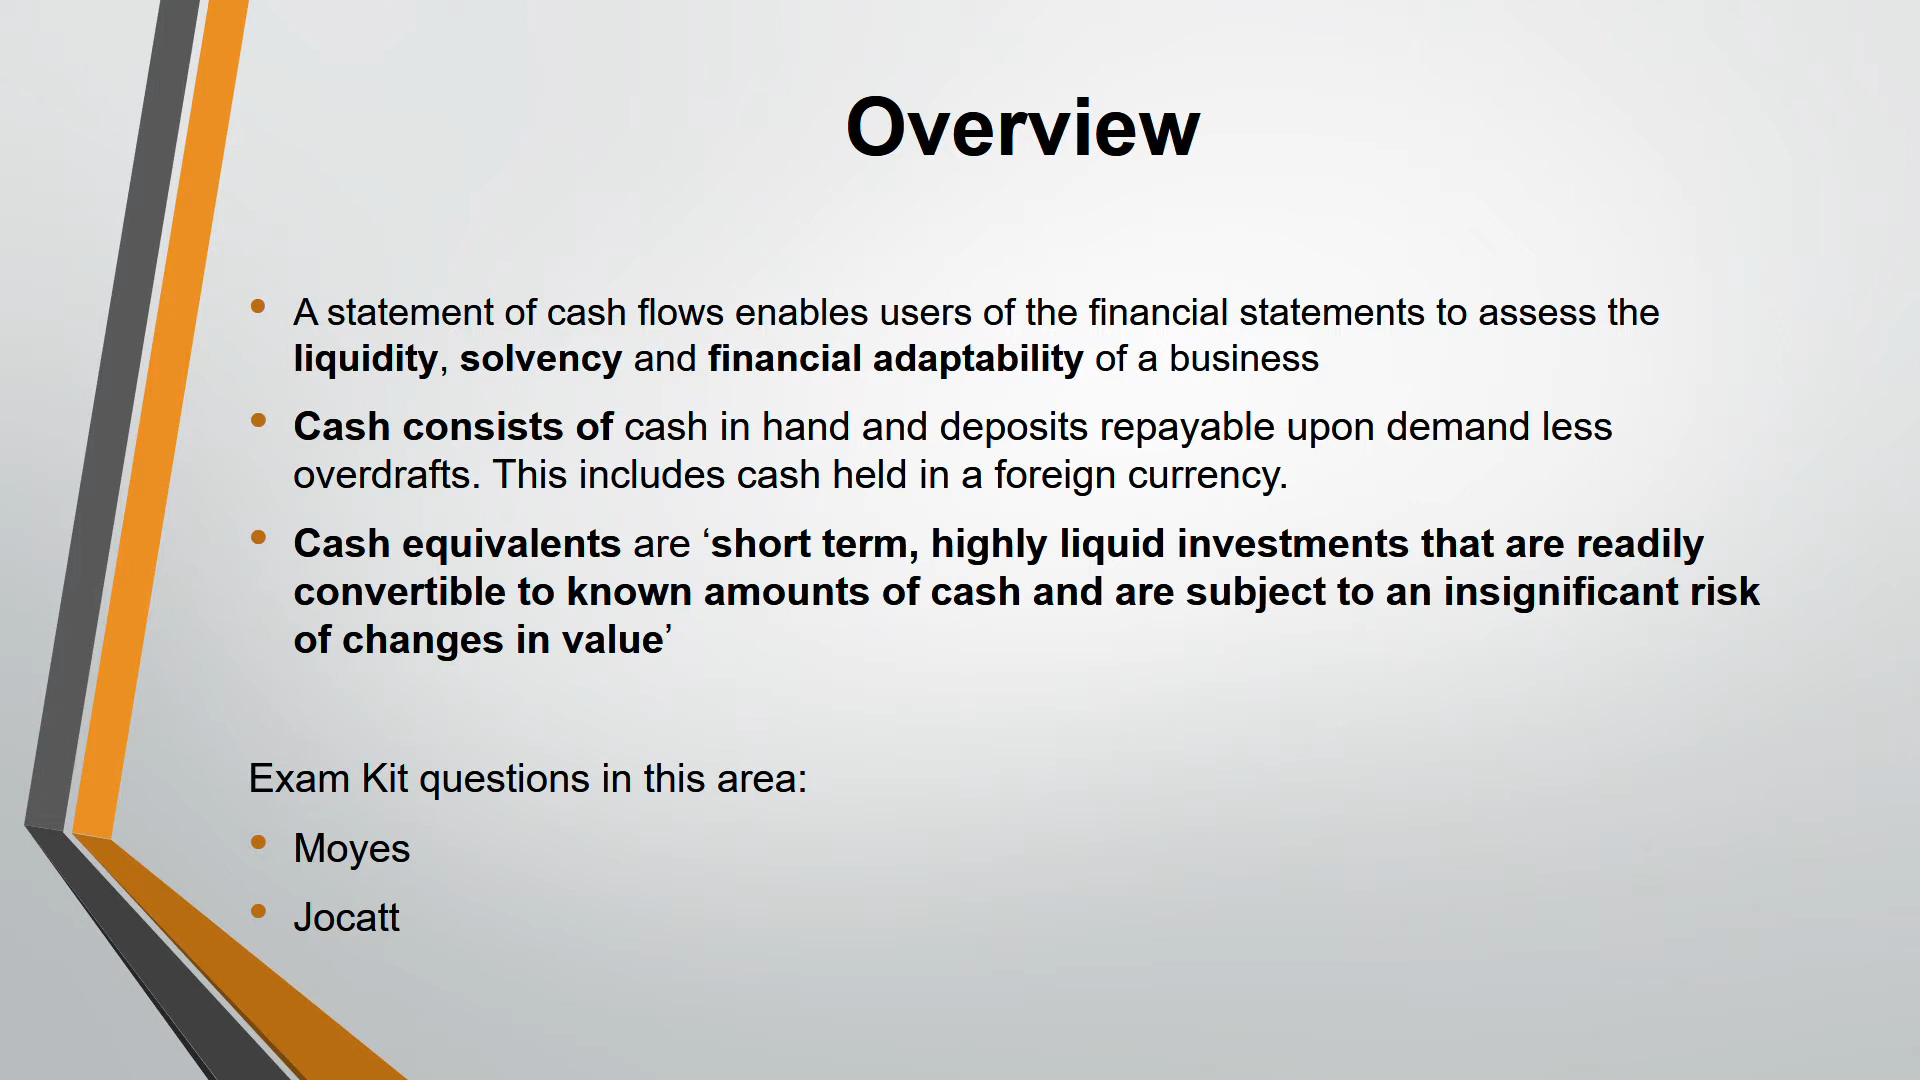 Overview
• A statement of cash flows enables users of the financial statements to assess the
liquidity, solvency and financial adaptability of a business
• Cash consists of cash in hand and deposits repayable upon demand less
overdrafts. This includes cash held in a foreign currency.
• Cash equivalents are ‘short term, highly liquid investments that are readily
convertible to known amounts of cash and are subject to an insignificant risk
of changes in value’
Exam Kit questions in this area:
• Moyes
• Jocatt